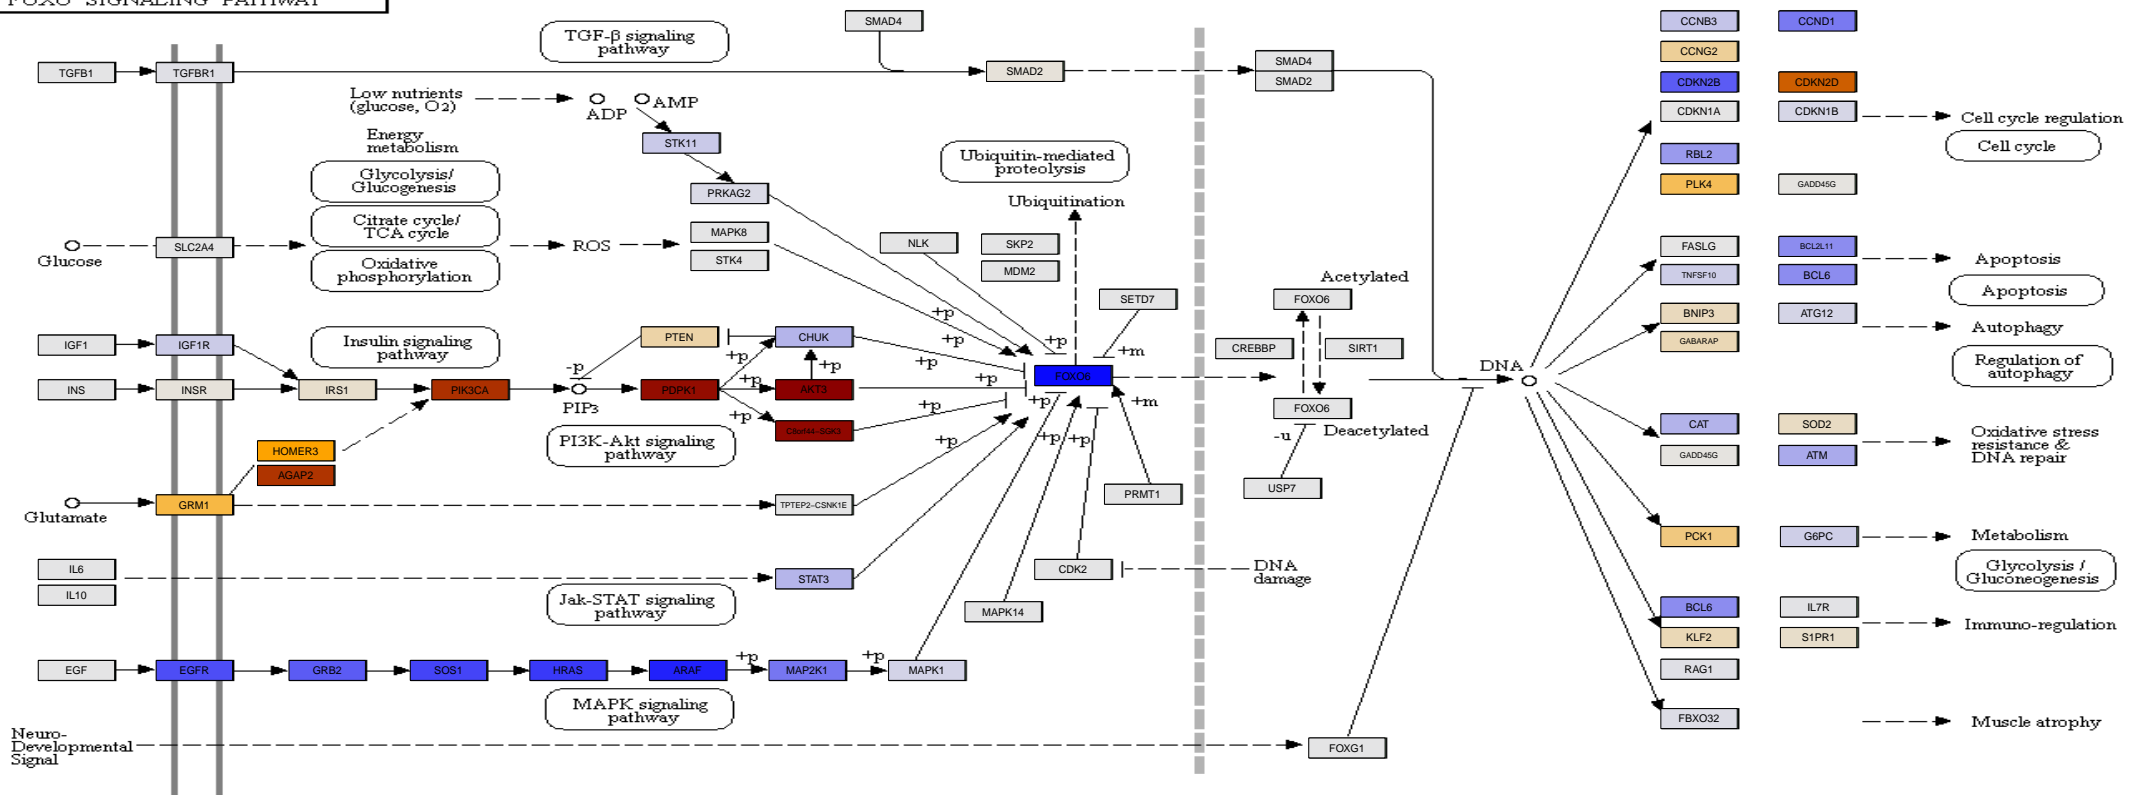 FOXO SIGNALING PATHWAY
SMAD4
CCNB3
CCND1
TGF-β signaling
pathway
CCNG2
TGFB1
TGFBR1
SMAD2
SMAD4
SMAD2
CDKN2B
CDKN2D
Low nutrients
(glucose, O2)
ADP
AMP
CDKN1A
CDKN1B
Cell cycle regulation
Energy
metabolism
STK11
Cell cycle
RBL2
Ubiquitin-mediated
proteolysis
Glycolysis/
Glucogenesis
PRKAG2
PLK4
GADD45G
Ubiquitination
Citrate cycle/
TCA cycle
MAPK8
STK4
NLK
SKP2
MDM2
Glucose
SLC2A4
ROS
FASLG
BCL2L11
Apoptosis
Oxidative
phosphorylation
TNFSF10
BCL6
Apoptosis
Acetylated
SETD7
FOXO6
BNIP3
ATG12
Autophagy
+p
+p
+m
Insulin signaling
pathway
IGF1
IGF1R
PTEN
CHUK
CREBBP
SIRT1
GABARAP
Regulation of
autophagy
+p
+p
-p
+p
+p
+p
INS
INSR
IRS1
PIK3CA
PIP3
PDPK1
AKT3
FOXO6
DNA
+p
+p
+p
+m
FOXO6
C8orf44-SGK3
PI3K-Akt signaling
pathway
+p
+p
+p
-u
Deacetylated
CAT
SOD2
Oxidative stress
resistance &
DNA repair
GADD45G
ATM
HOMER3
AGAP2
Glutamate
GRM1
TPTEP2-CSNK1E
PRMT1
USP7
PCK1
G6PC
Metabolism
Glycolysis /
Gluconeogenesis
IL6
IL10
STAT3
CDK2
DNA
damage
Jak-STAT signaling
pathway
MAPK14
BCL6
IL7R
Immuno-regulation
KLF2
S1PR1
EGF
EGFR
GRB2
SOS1
HRAS
ARAF
+p
MAP2K1
+p
MAPK1
RAG1
MAPK signaling
pathway
FBXO32
Muscle atrophy
Neuro-
Developmental
Signal
FOXG1